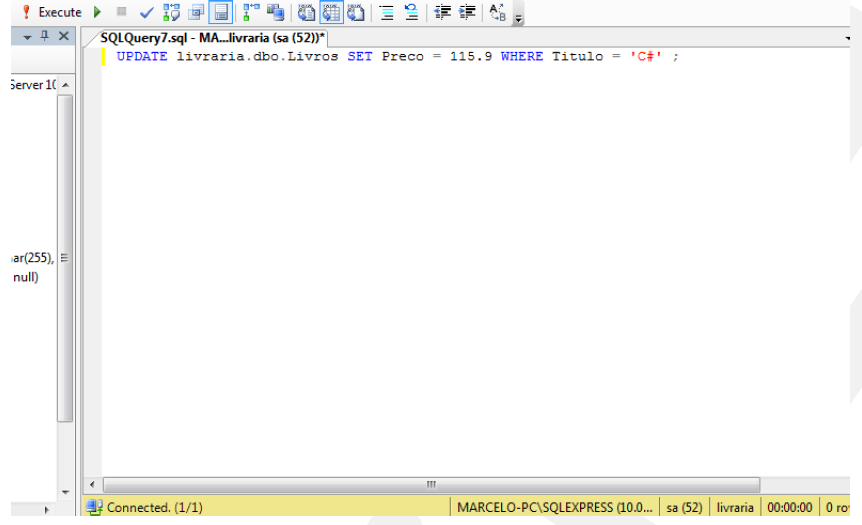 Execute
SQLQuery7.sql - MA...livraria (sa (52))*
UPDATE livraria.dbo.Livros SET Preco = 115.9 WHERE Titulo = 'C#' ;
Server 10
ar(255),
null)
Connected. (1/1)
MARCELO-PC\SQLEXPRESS (10.0... sa (52) livraria 00:00:00 0 ro